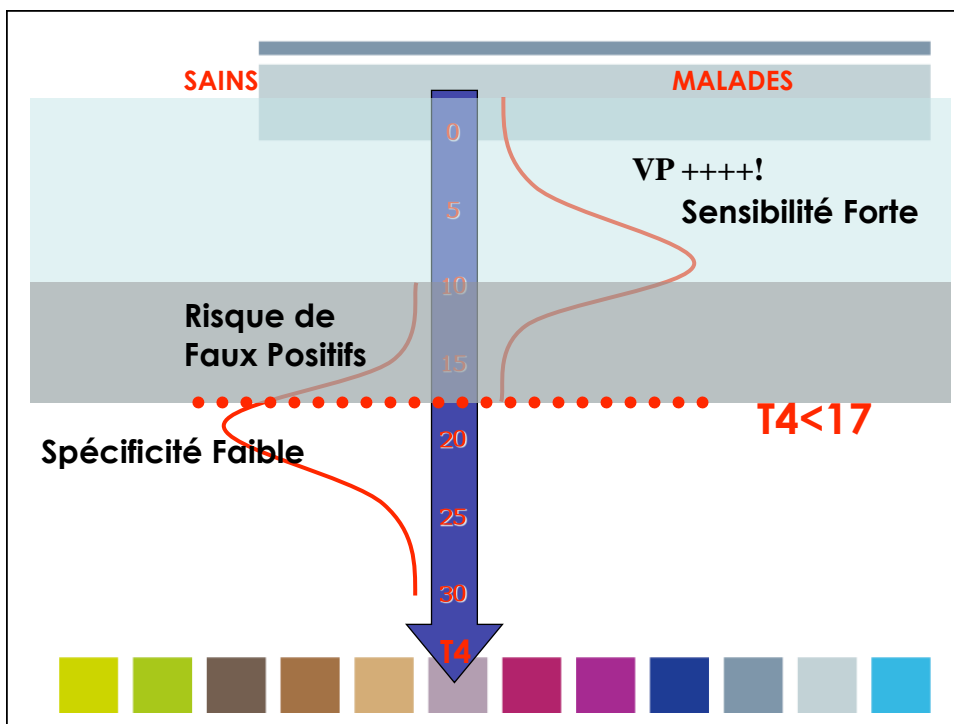 SAINS
MALADES
0
VP ++++!
5
Sensibilité Forte
10
Risque de
Faux Positifs
15
T4<17
20
Spécificité Faible
25
30
T4